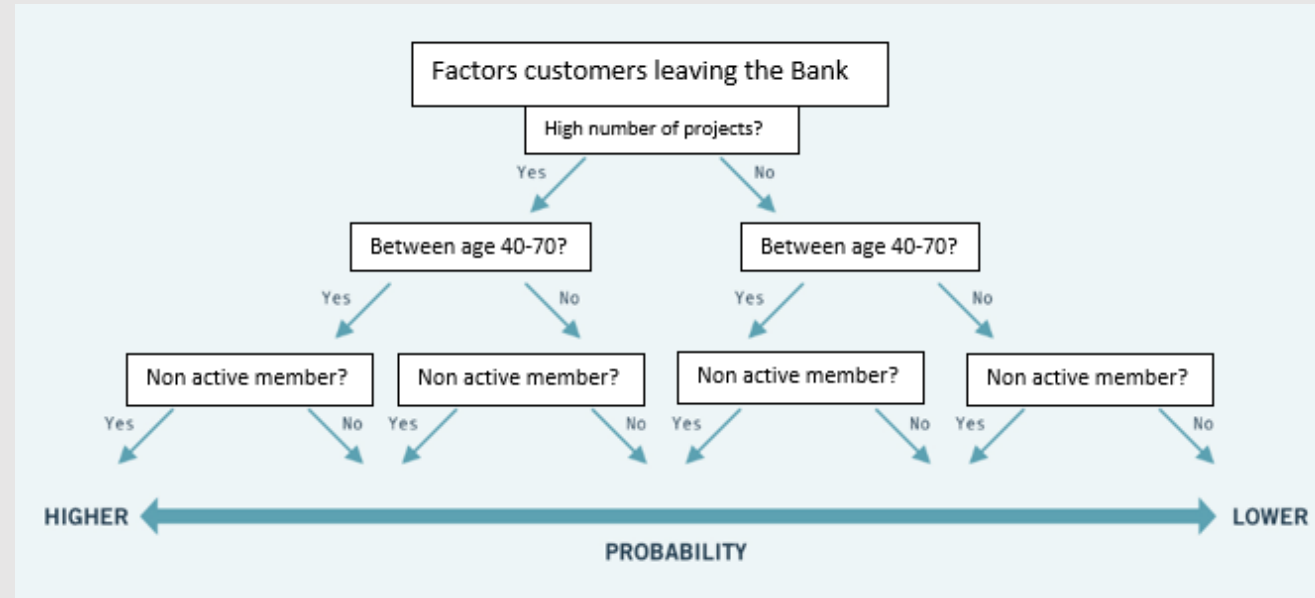 Factors customers leaving the Bank
High number of projects?
Yes No
Between age 40-70? Between age 40-70?
Yes No Yes No
Non active member? Non active member? Non active member? Non active member?
Yes No Yes No Yes No Yes No
HIGHER LOWER
PROBABILITY